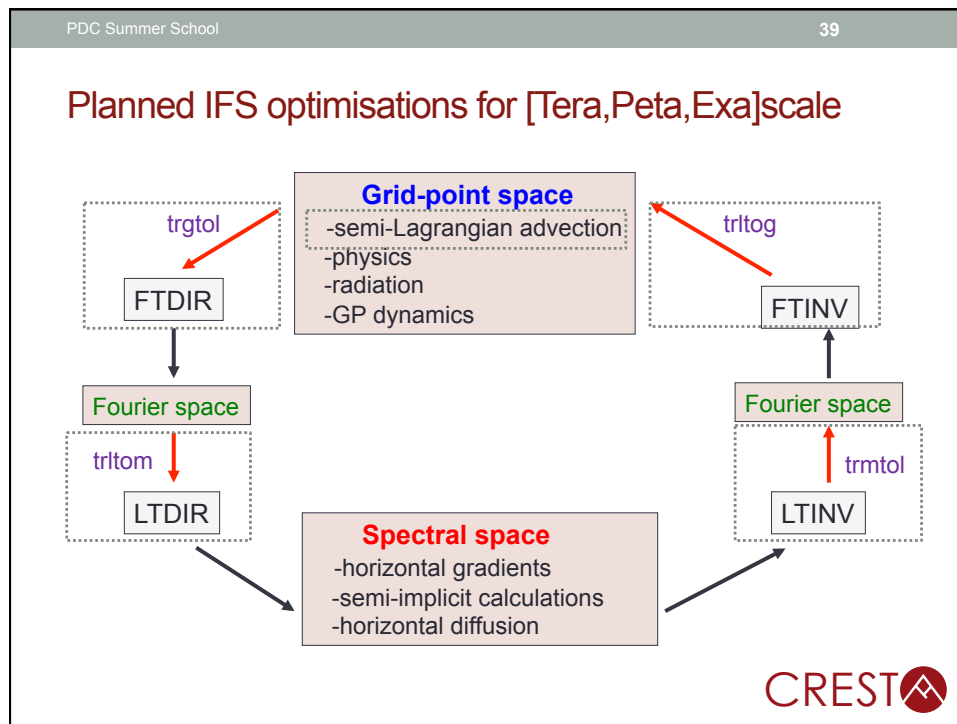 PDC Summer School
39
Planned IFS optimisations for [Tera,Peta,Exa]scale
Grid-point space
-semi-Lagrangian advection
-physics
-radiation
-GP dynamics
trgtol
FTDIR
Fourier space
trltom
LTDIR
Spectral space
-horizontal gradients
-semi-implicit calculations
-horizontal diffusion
LTINV
trmtol
Fourier space
FTINV
trltog
CRESTA